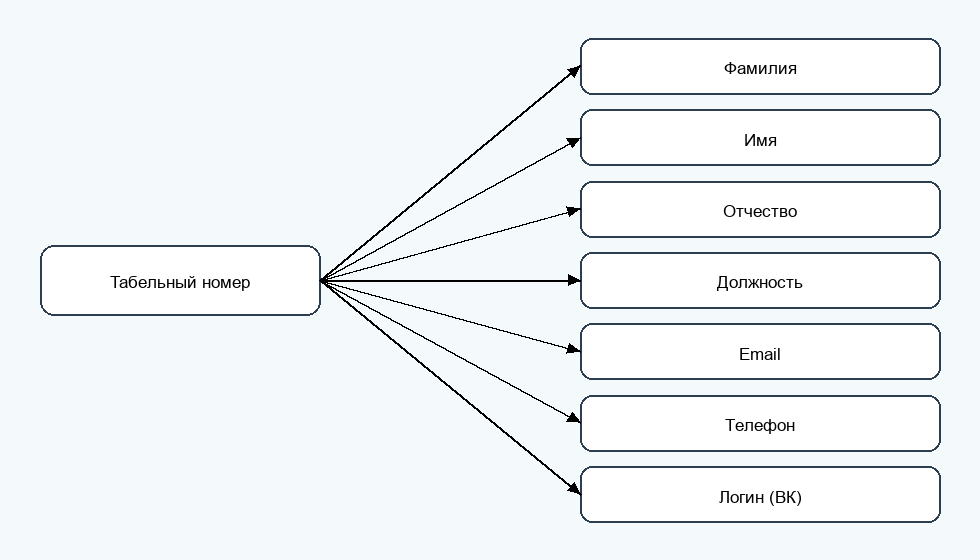 Табельный номер
Фамилия
Имя
Отчество
Должность
Email
Телефон
Логин (ВК)